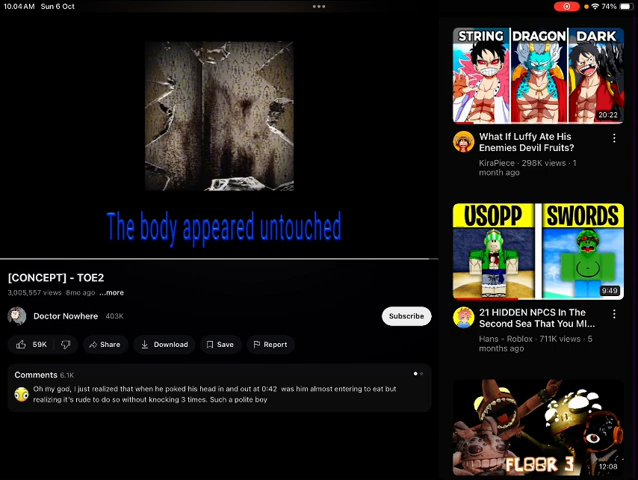 10.04 AM Sun 6 Oct
74%
The body appeared untouched
[CONCEPT] - TOE2
3,005,557 views 8mo ago ...more
Doctor Nowhere 403K
Subscribe
59K
Share
Download
Save
Report
Comments 6.1K
Oh my god, I just realized that when he poked his head in and out at 0:42 was him almost entering to eat but
realizing it's rude to do so without knocking 3 times. Such a polite boy
STRING DRAGON DARK
20:22
What If Luffy Ate His
Enemies Devil Fruits?
KiraPiece · 298K views · 1
month ago
USOPP SWORDS
9:49
21 HIDDEN NPCS In The
Second Sea That You MI...
Hans - Roblox · 711K views · 5
months ago
FLOOR 3
12:08